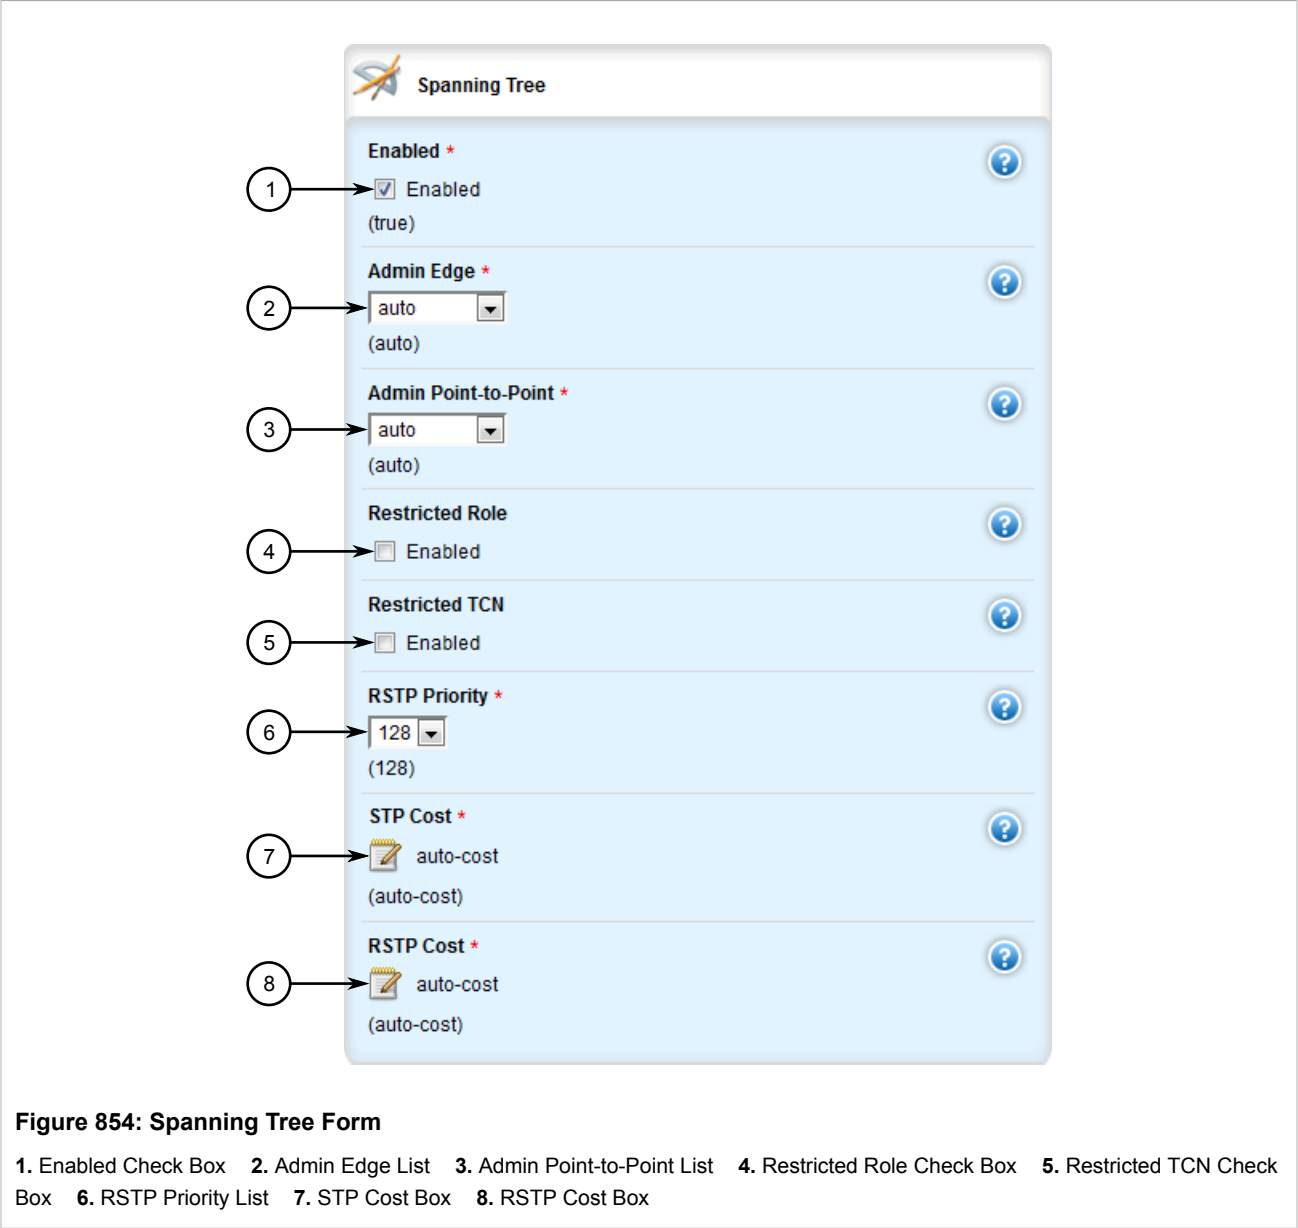 Spanning Tree
Enabled *
1
Enabled
(true)
Admin Edge *
2
auto
(auto)
Admin Point-to-Point *
3
auto
(auto)
Restricted Role
4
Enabled
Restricted TCN
5
Enabled
RSTP Priority *
6
128
(128)
STP Cost *
7
auto-cost
(auto-cost)
RSTP Cost *
8
auto-cost
(auto-cost)
Figure 854: Spanning Tree Form
1. Enabled Check Box 2. Admin Edge List 3. Admin Point-to-Point List 4. Restricted Role Check Box 5. Restricted TCN Check
Box 6. RSTP Priority List 7. STP Cost Box 8. RSTP Cost Box